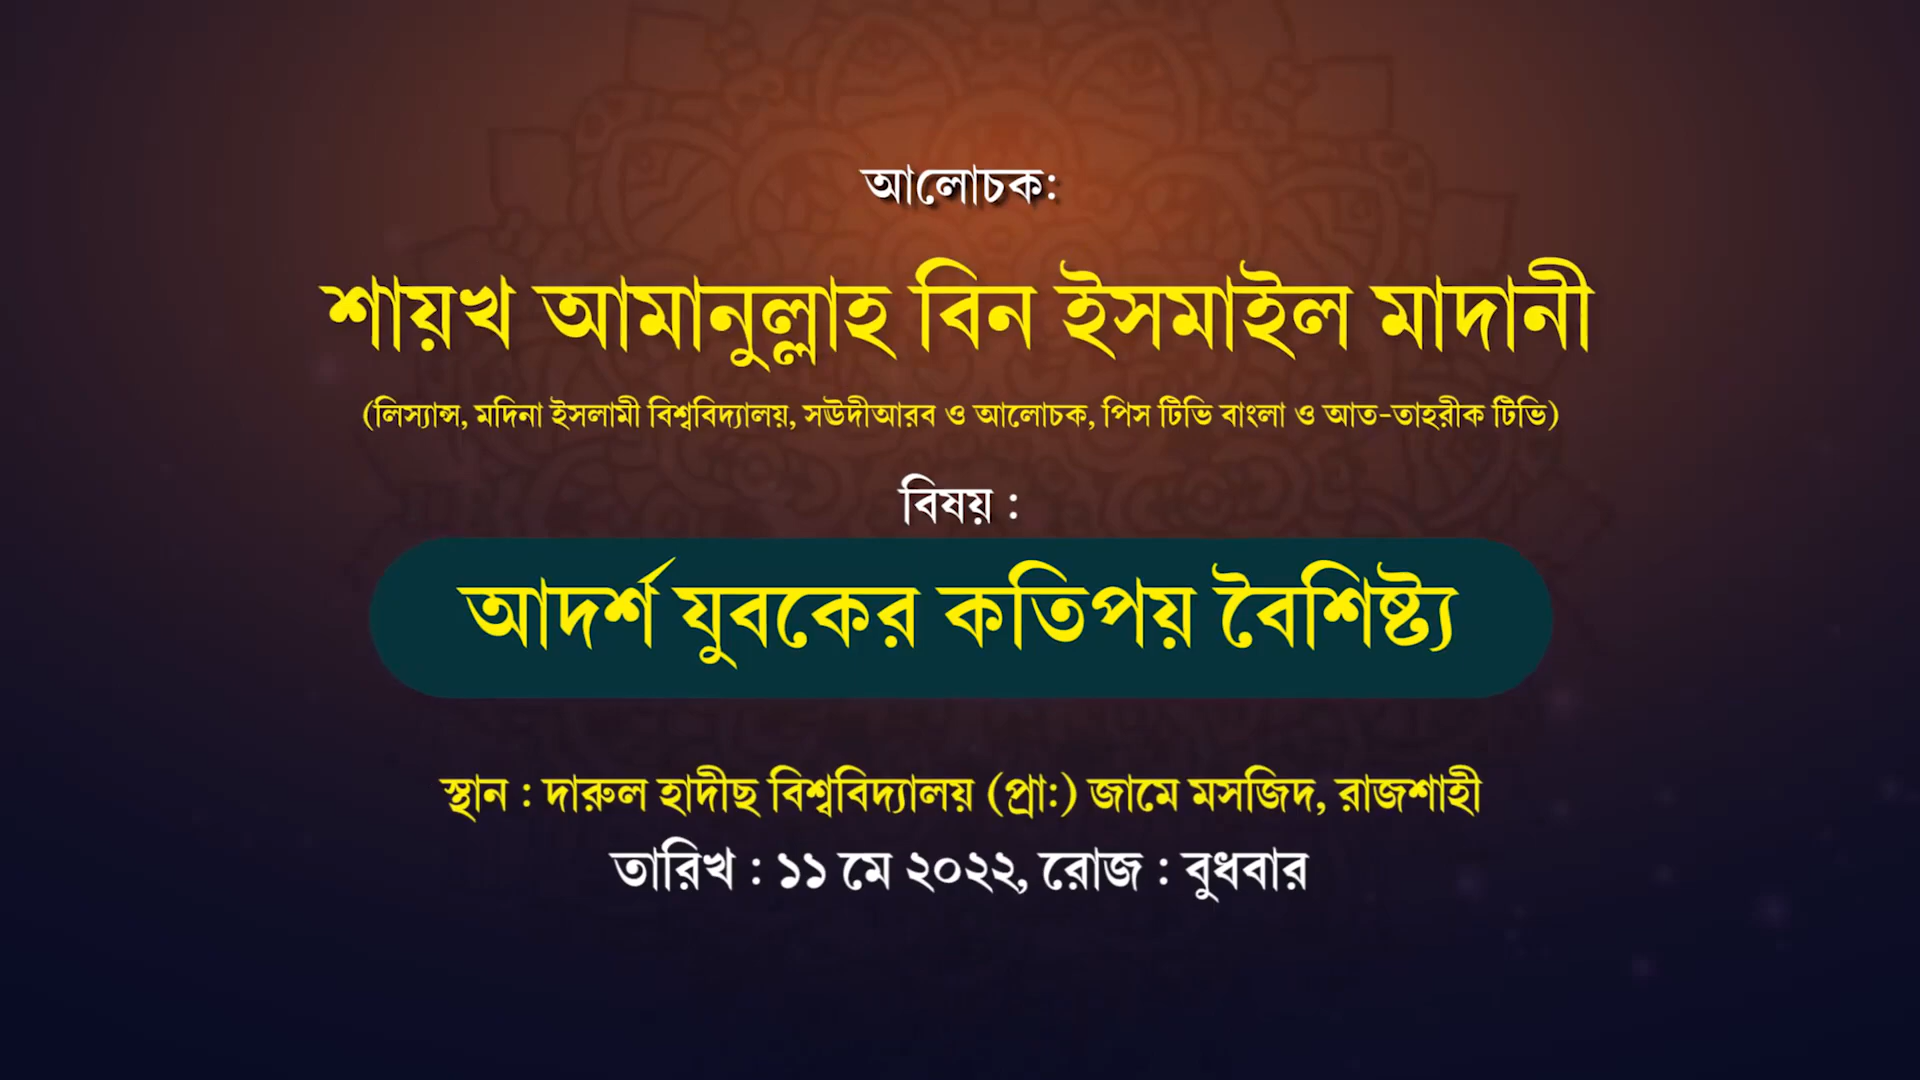 আলোচক:
শায়খ আমানুল্লাহ বিন ইসমাইল মাদানী
(লিস্যান্স, মদিনা ইসলামী বিশ্ববিদ্যালয়, সঊদীআরব ও আলোচক, পিস টিভি বাংলা ও আত-তাহরীক টিভি)
বিষয় :
আদর্শ যুবকের কতিপয় বৈশিষ্ট্য
স্থান : দারুল হাদীছ বিশ্ববিদ্যালয় (প্রা:) জামে মসজিদ, রাজশাহী
তারিখ : ১১ মে ২০২২, রোজ : বুধবার